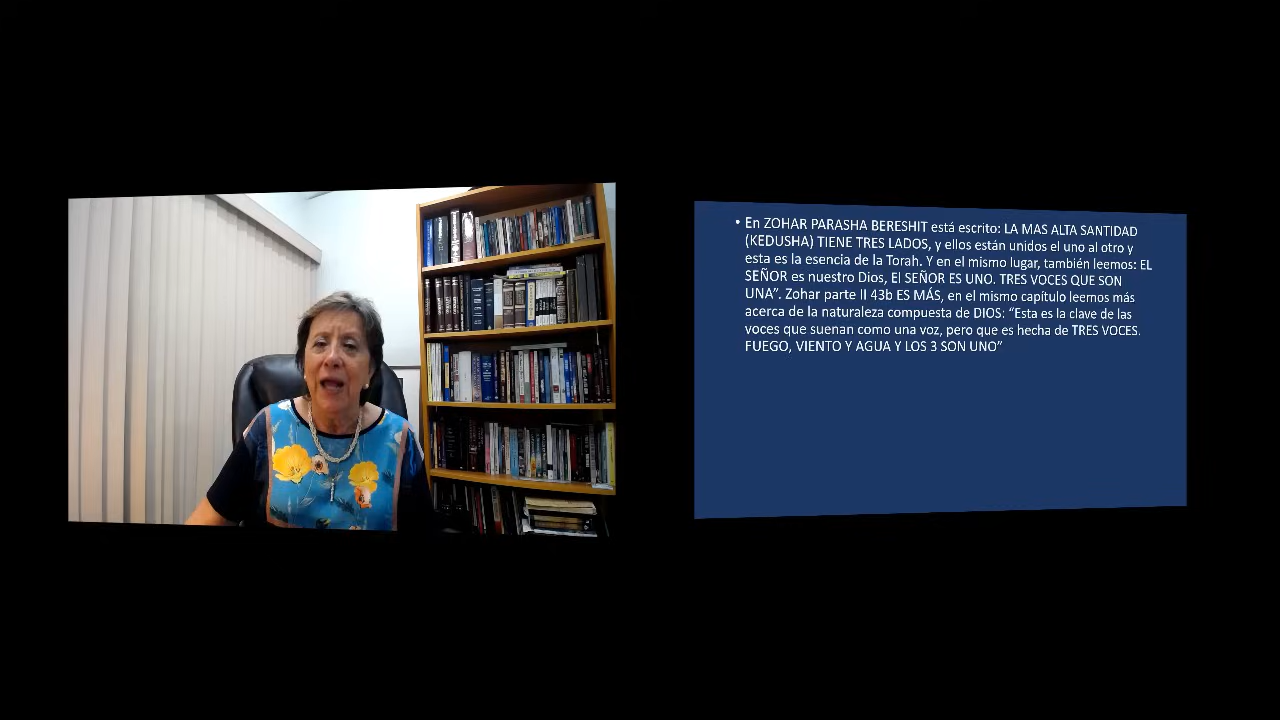 • En ZOHAR PARASHA BERESHIT está escrito: LA MAS ALTA SANTIDAD
(KEDUSHA) TIENE TRES LADOS, y ellos están unidos el uno al otro y
esta es la esencia de la Torah. Y en el mismo lugar, también leemos: EL
SEÑOR es nuestro Dios, El SEÑOR ES UNO. TRES VOCES QUE SON
UNA”. Zohar parte II 43b ES MÁS, en el mismo capítulo leemos más
acerca de la naturaleza compuesta de DIOS: “Esta es la clave de las
voces que suenan como una voz, pero que es hecha de TRES VOCES.
FUEGO, VIENTO Y AGUA Y LOS 3 SON UNO”